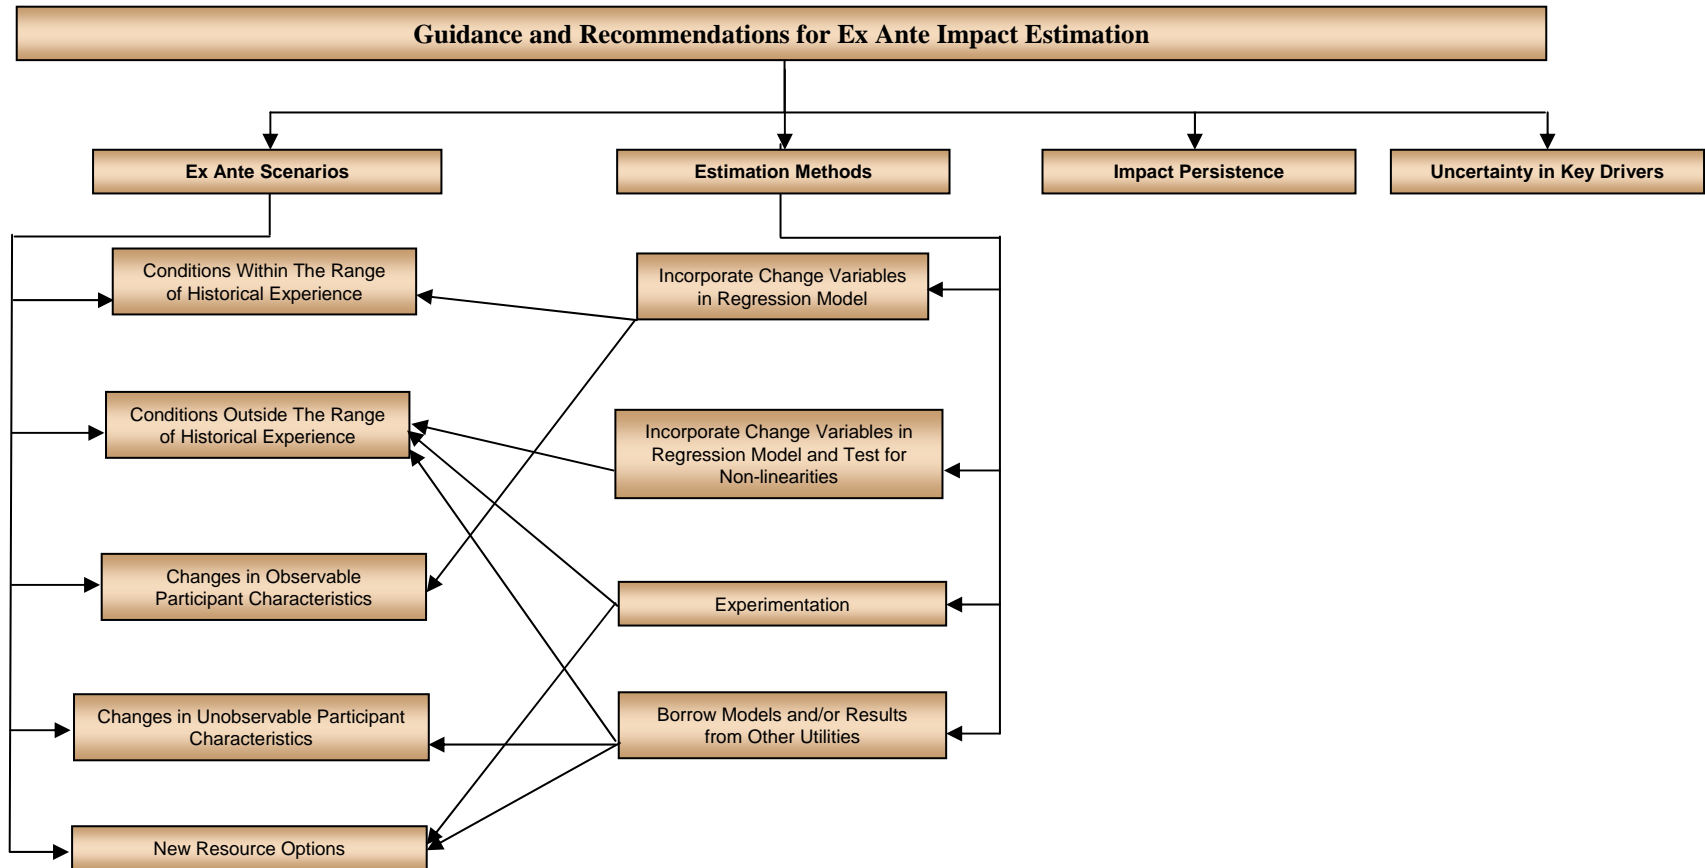 Guidance and Recommendations for Ex Ante Impact Estimation
Ex Ante Scenarios
Estimation Methods
Impact Persistence
Uncertainty in Key Drivers
Conditions Within The Range
of Historical Experience
Incorporate Change Variables
in Regression Model
Conditions Outside The Range
of Historical Experience
Incorporate Change Variables in
Regression Model and Test for
Non-linearities
Changes in Observable
Participant Characteristics
Experimentation
Changes in Unobservable Participant
Characteristics
Borrow Models and/or Results
from Other Utilities
New Resource Options